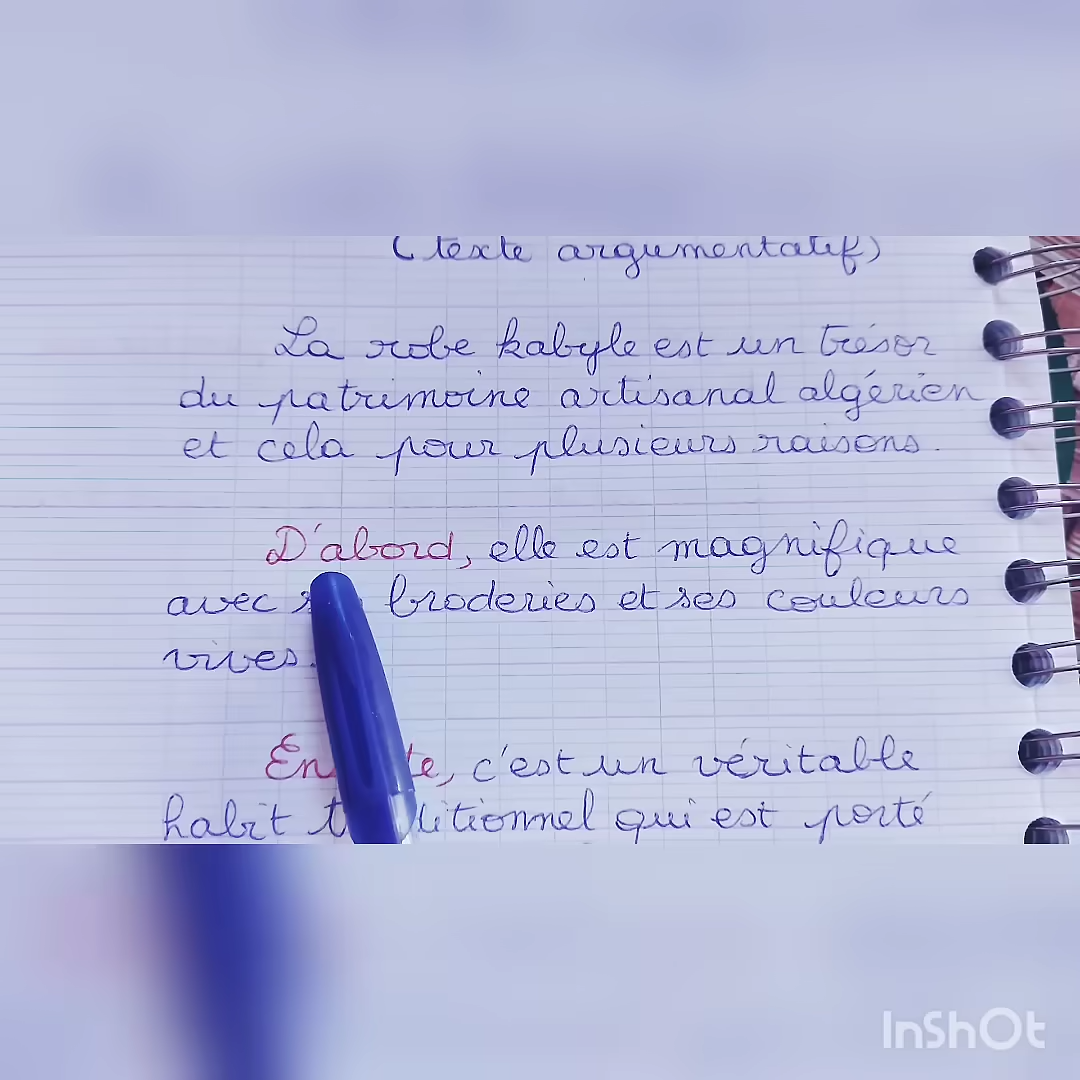 (texte argumentatif)
La robe kabyle est un trésor
du patrimoine artisanal algérien
et cela pour plusieurs raisons.
D'abord, elle est magnifique
avec broderies et ses couleurs
vives.
c'est un véritable
habit qui est porté
InShOt